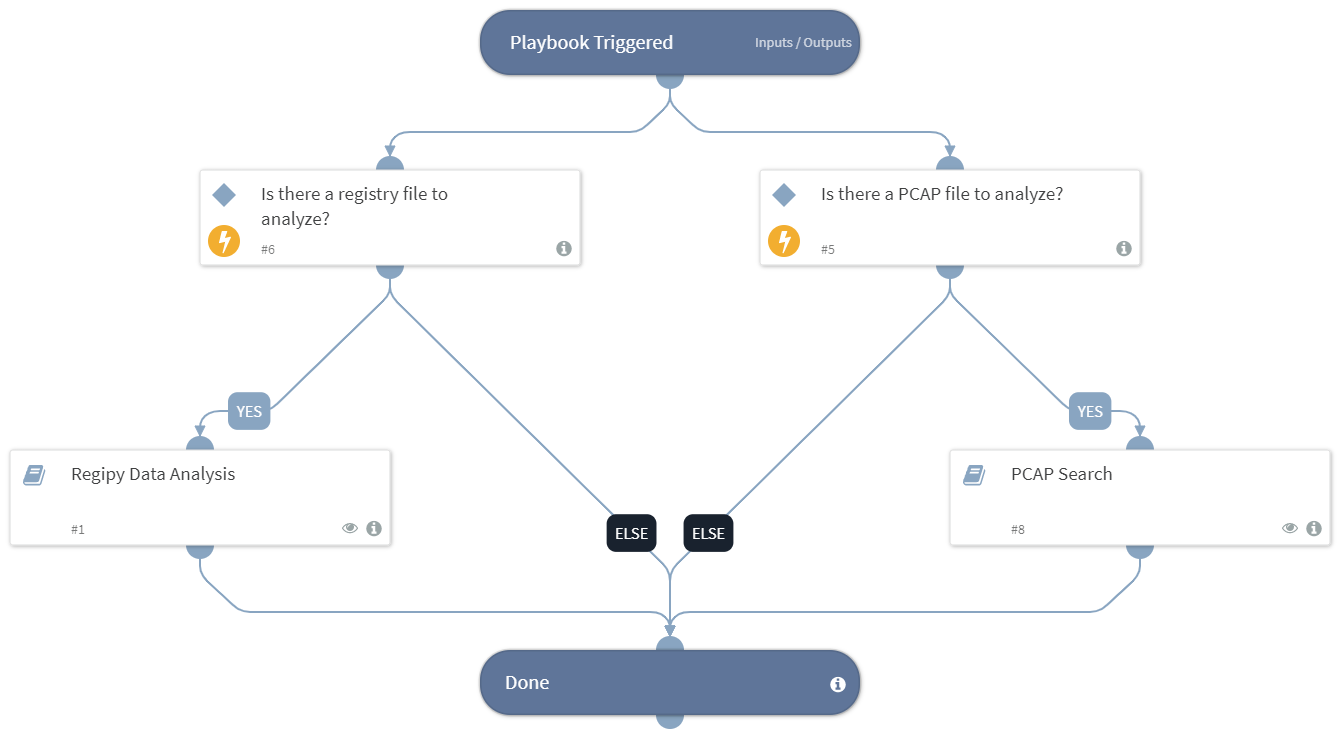 Playbook Triggered
Inputs / Outputs
Is there a registry file to
analyze?
#6
Is there a PCAP file to analyze?
#5
YES
YES
Regipy Data Analysis
#1
PCAP Search
#8
ELSE
ELSE
Done